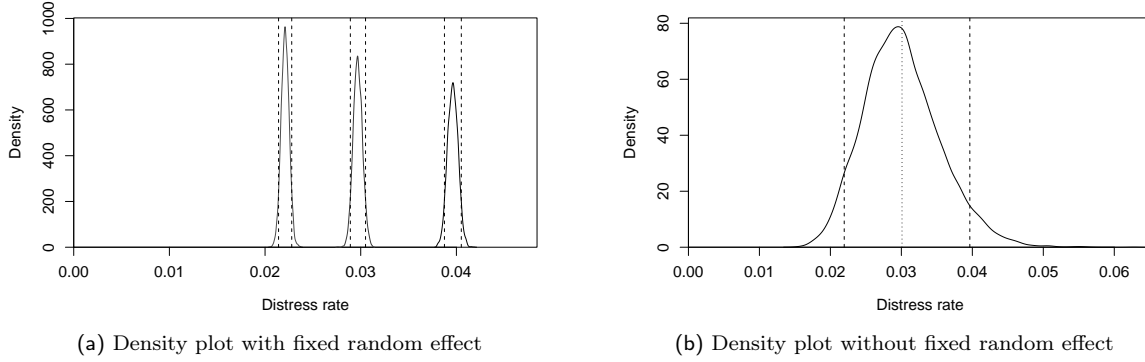 0.00 0.01 0.02 0.03 0.04
0 200 400 600 800 1000
Distress rate
Density
(a) Density plot with fixed random effect
0.00 0.01 0.02 0.03 0.04 0.05 0.06
0 20 40 60 80
Distress rate
Density
(b) Density plot without fixed random effect